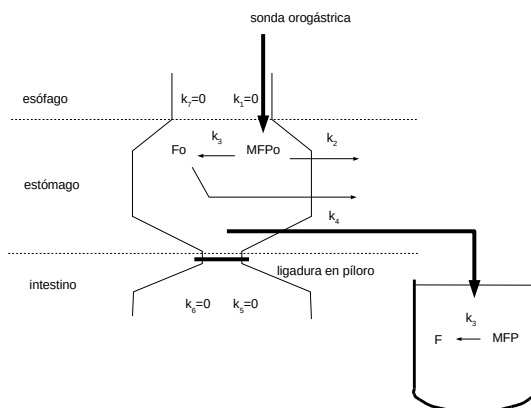 sonda orogástrica
esófago
k7=0
k1=0
k3
k2
Fo
MFPo
estómago
k4
ligadura en píloro
intestino
k6=0
k5=0
k3
F
MFP